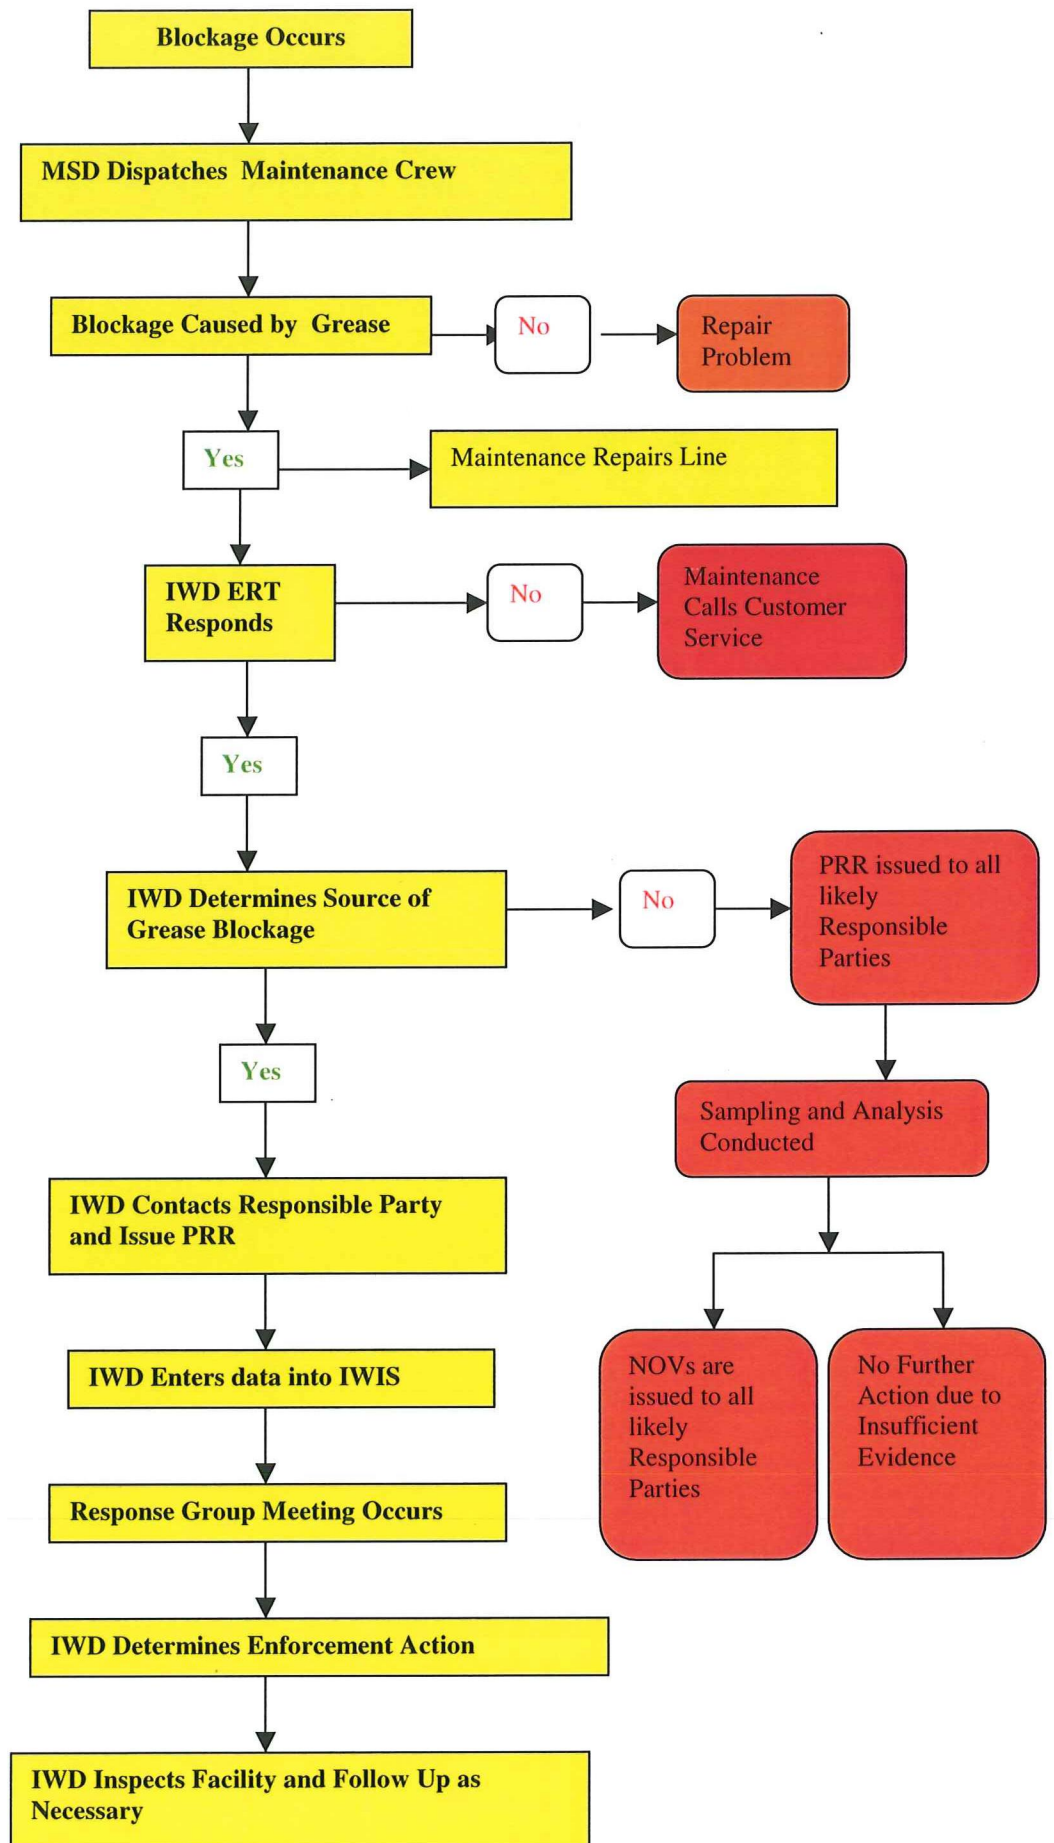 Blockage Occurs
MSD Dispatches Maintenance Crew
Blockage Caused by Grease
No
Repair
Problem
Yes
Maintenance Repairs Line
IWD ERT
Responds
No
Maintenance
Calls Customer
Service
Yes
IWD Determines Source of
Grease Blockage
No
PRR issued to all
likely
Responsible
Parties
Yes
Sampling and Analysis
Conducted
IWD Contacts Responsible Party
and Issue PRR
IWD Enters data into IWIS
NOVs are
issued to all
likely
Responsible
Parties
No Further
Action due to
Insufficient
Evidence
Response Group Meeting Occurs
IWD Determines Enforcement Action
IWD Inspects Facility and Follow Up as
Necessary